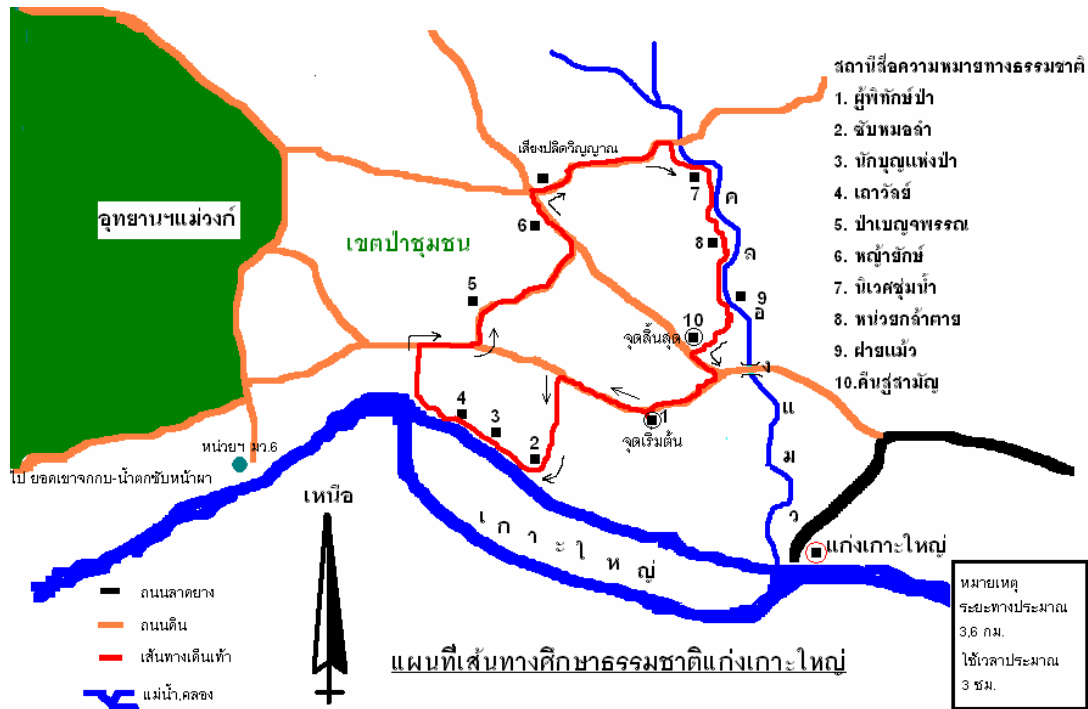 สถานีสื่อความหมายทางธรรมชาติ
1. ผู้พิทักษ์ป่า
2. ซับหมอลำ
3. นักบุญแห่งป่า
4. เถาวัลย์
5. ป่าเบญจพรรณ
6. หญ้ายักษ์
7. นิเวศชุ่มน้ำ
8. หน่วยกล้าตาย
9. ฝายแม้ว
10.คืนสู่สามัญ
เสียงปลิดวิญญาณ
7
6
8
อุทยานฯแม่วงก์
เขตป่าชุมชน
5
9
10
จุดสิ้นสุด
4
3
2
1
จุดเริ่มต้น
คลองแมว
หน่วยฯ มว.6
ไป ยอดเขาจกกบ-น้ำตกซับหน้าผา
เหนือ
เกาะใหญ่
แก่งเกาะใหญ่
ถนนลาดยาง
ถนนดิน
เส้นทางเดินเท้า
แม่น้ำ,คลอง
แผนที่เส้นทางศึกษาธรรมชาติแก่งเกาะใหญ่
หมายเหตุ
ระยะทางประมาณ
3.6 กม.
ใช้เวลาประมาณ
3 ชม.